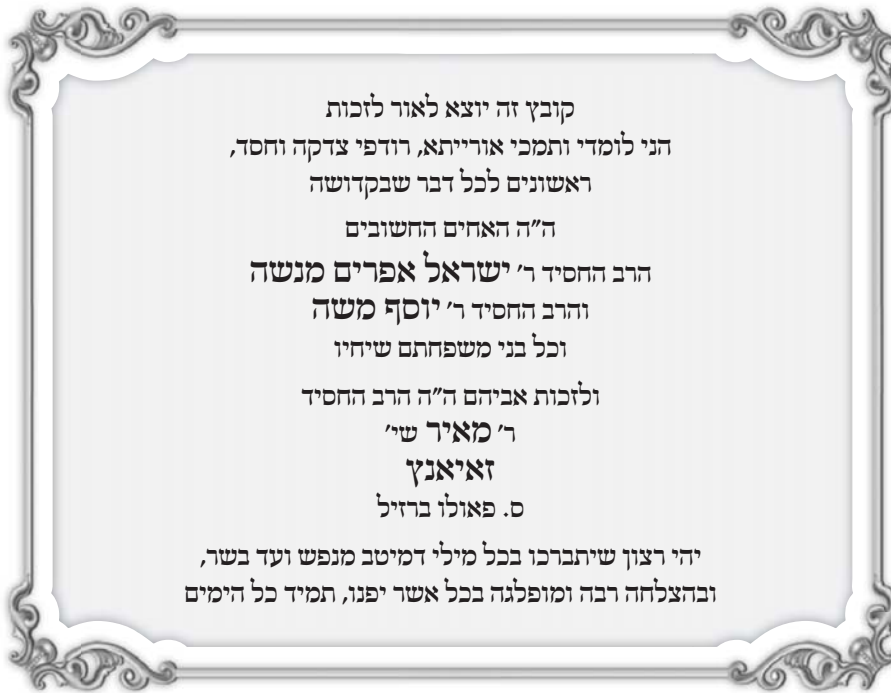 קובץ זה יוצא לאור לזכות
הני לומדי ותמכי אורייתא, רודפי צדקה וחסד,
ראשונים לכל דבר שבקדושה
ה״ה האחים החשובים
הרב החסיד ר׳ ישראל אפרים מנשה
והרב החסיד ר׳ יוסף משה
וכל בני משפחתם שיחיו
ולזכות אביהם ה״ה הרב החסיד
ר׳ מאיר שי׳
זאיאנץ
ס. פאולו ברזיל
יהי רצון שיתברכו בכל מילי דמיטב מנפש ועד בשר,
ובהצלחה רבה ומופלגה בכל אשר יפנו, תמיד כל הימים